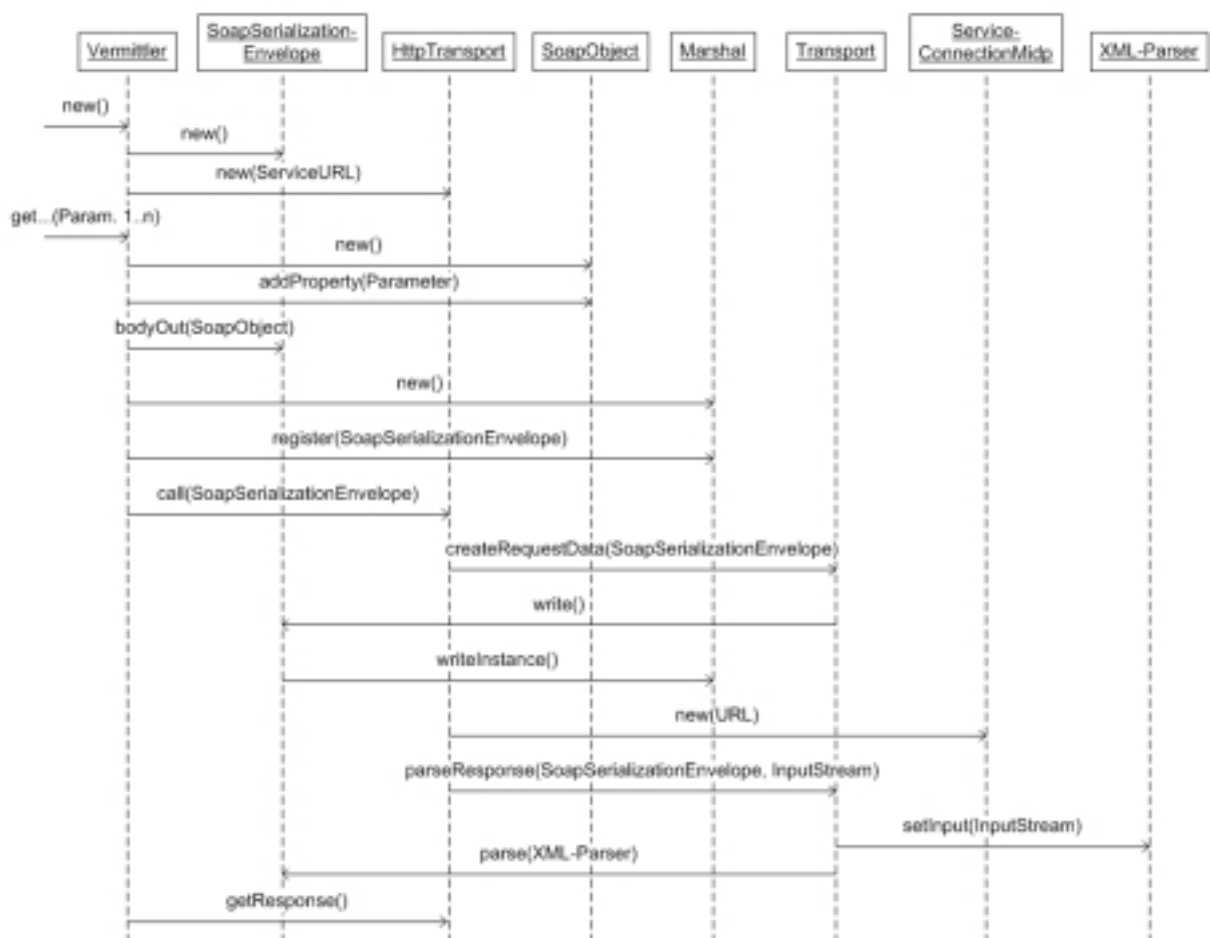 Vermittler
SoapSerialization-
Envelope
HttpTransport
SoapObject
Marshal
Transport
Service-
ConnectionMidp
XML-Parser
new()
new()
new(ServiceURL)
get...(Param. 1..n)
new()
addProperty(Parameter)
bodyOut(SoapObject)
new()
register(SoapSerializationEnvelope)
call(SoapSerializationEnvelope)
createRequestData(SoapSerializationEnvelope)
write()
writeInstance()
new(URL)
parseResponse(SoapSerializationEnvelope, InputStream)
setInput(InputStream)
parse(XML-Parser)
getResponse()